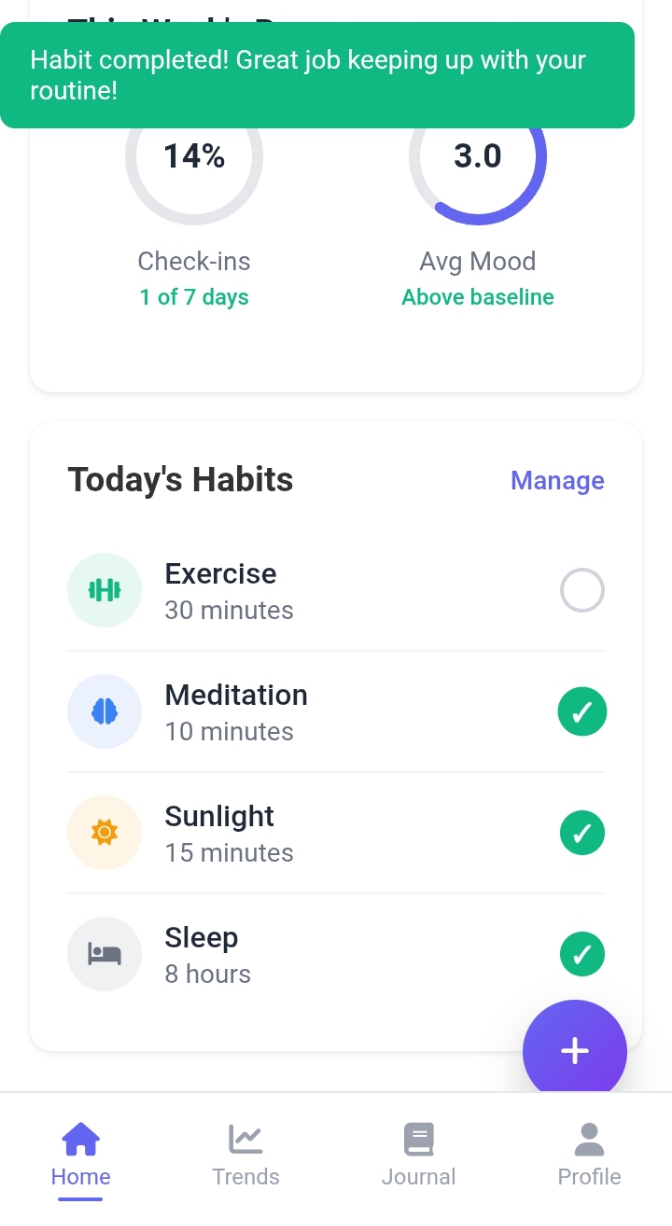 Habit completed! Great job keeping up with your
routine!
14%
3.0
Check-ins
Avg Mood
1 of 7 days
Above baseline
Today's Habits
Manage
Exercise
30 minutes
Meditation
10 minutes
Sunlight
15 minutes
Sleep
8 hours
Home
Trends
Journal
Profile